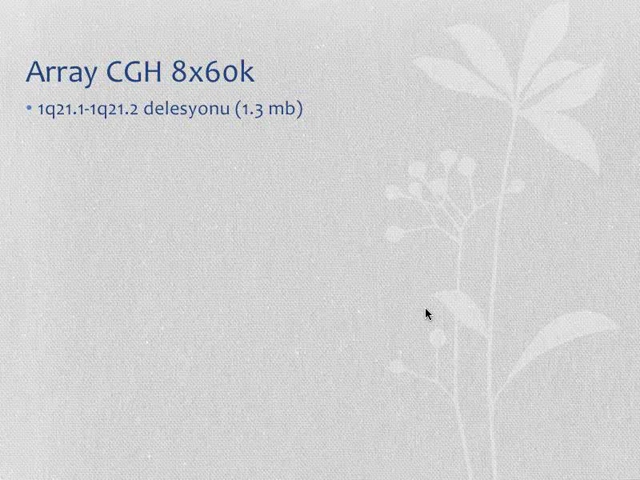 Array CGH 8x60k
• 1q21.1-1q21.2 delesyonu (1.3 mb)